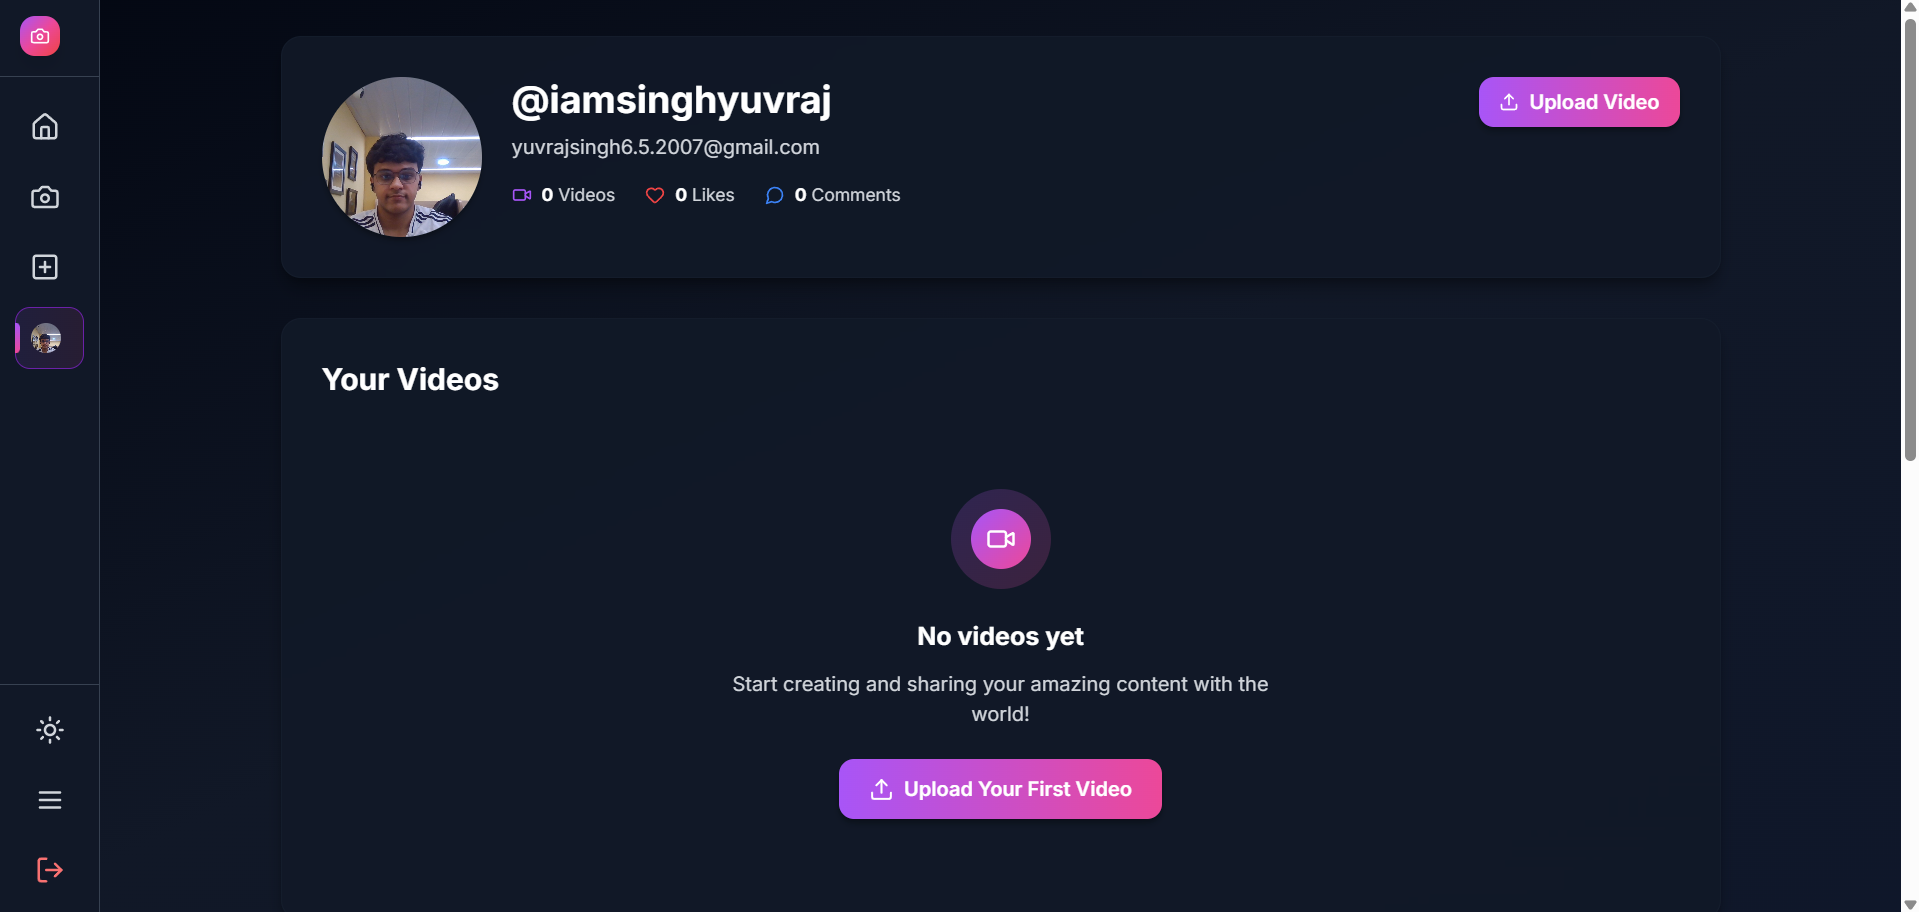 @iamsinghyuvraj
Upload Video
yuvrajsingh6.5.2007@gmail.com
0 Videos 0 Likes 0 Comments
Your Videos
No videos yet
Start creating and sharing your amazing content with the
world!
Upload Your First Video